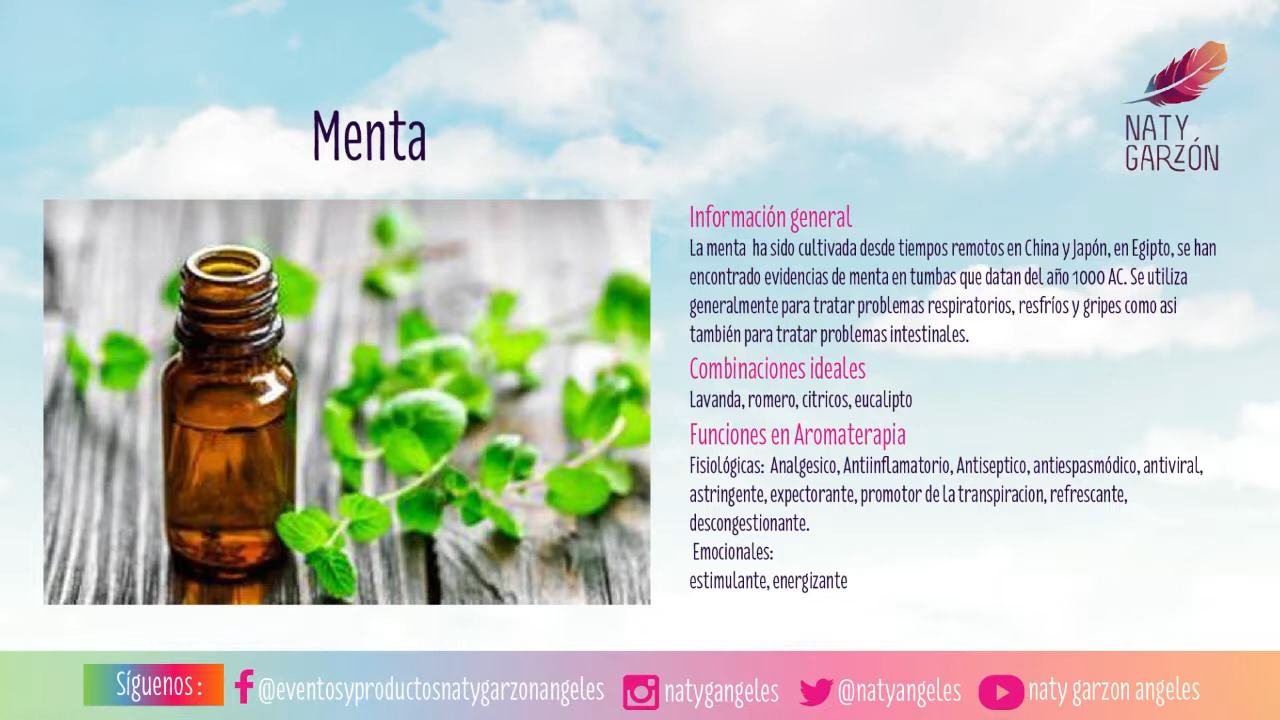 Menta
NATY
GARZÓN
Información general
La menta ha sido cultivada desde tiempos remotos en China y Japón, en Egipto, se han
encontrado evidencias de menta en tumbas que datan del año 1000 AC. Se utiliza
generalmente para tratar problemas respiratorios, resfríos y gripes como asi
también para tratar problemas intestinales.
Combinaciones ideales
Lavanda, romero, citricos, eucalipto
Funciones en Aromaterapia
Fisiológicas: Analgesico, Antiinflamatorio, Antiseptico, antiespasmódico, antiviral,
astringente, expectorante, promotor de la transpiracion, refrescante,
descongestionante.
Emocionales:
estimulante, energizante
Síguenos: @eventosyproductosnatygarzonangeles natygangeles @natyangeles naty garzon angeles